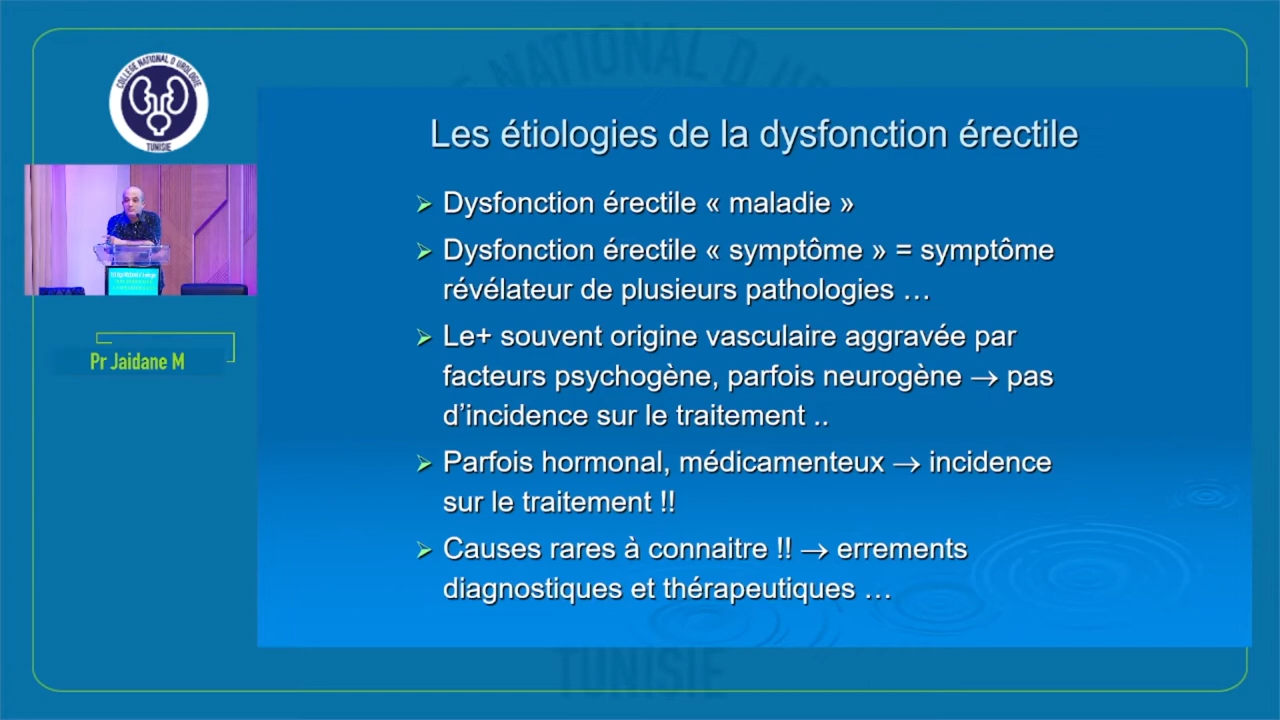 COLLÈGE NATIONAL D UROLOGIE
TUNISIE
Pr Jaidane M
NATIONAL D
Les étiologies de la dysfonction érectile
Dysfonction érectile « maladie »
Dysfonction érectile « symptôme » = symptôme
révélateur de plusieurs pathologies …
Le+ souvent origine vasculaire aggravée par
facteurs psychogène, parfois neurogène → pas
d’incidence sur le traitement ..
Parfois hormonal, médicamenteux → incidence
sur le traitement !!
Causes rares à connaitre !! → errements
diagnostiques et thérapeutiques …
TUNISIE